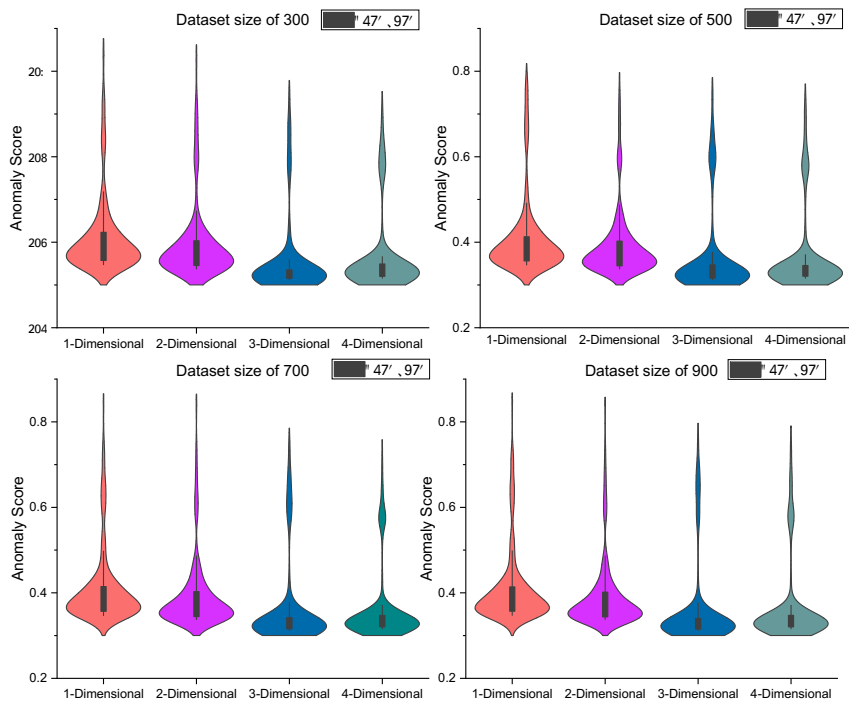 Dataset size of 300
" 47′ 、97′
Anomaly Score
20:
208
206
204
1-Dimensional 2-Dimensional 3-Dimensional 4-Dimensional
Dataset size of 500
" 47′ 、97′
Anomaly Score
0.8
0.6
0.4
0.2
1-Dimensional 2-Dimensional 3-Dimensional 4-Dimensional
Dataset size of 700
" 47′ 、97′
Anomaly Score
0.8
0.6
0.4
0.2
1-Dimensional 2-Dimensional 3-Dimensional 4-Dimensional
Dataset size of 900
" 47′ 、97′
Anomaly Score
0.8
0.6
0.4
0.2
1-Dimensional 2-Dimensional 3-Dimensional 4-Dimensional